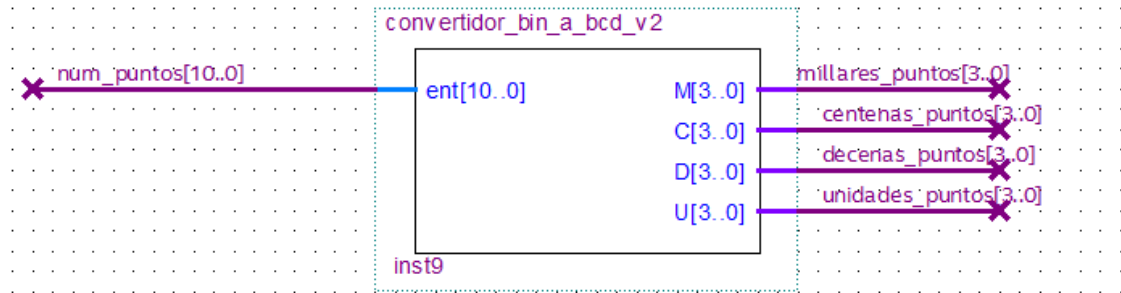 convertidor_bin_a_bcd_v2
num_puntos[10..0]
ent[10..0]
M[3..0]
millares_puntos[3..0]
C[3..0]
centenas_puntos[3..0]
D[3..0]
decenas_puntos[3..0]
U[3..0]
unidades_puntos[3..0]
inst9